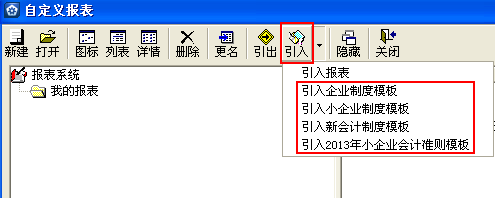 自定义报表
新建 打开 图标 列表 详情 删除 更名 引出 引入 隐藏 关闭
报表系统
我的报表
引入报表
引入企业制度模板
引入小企业制度模板
引入新会计制度模板
引入2013年小企业会计准则模板